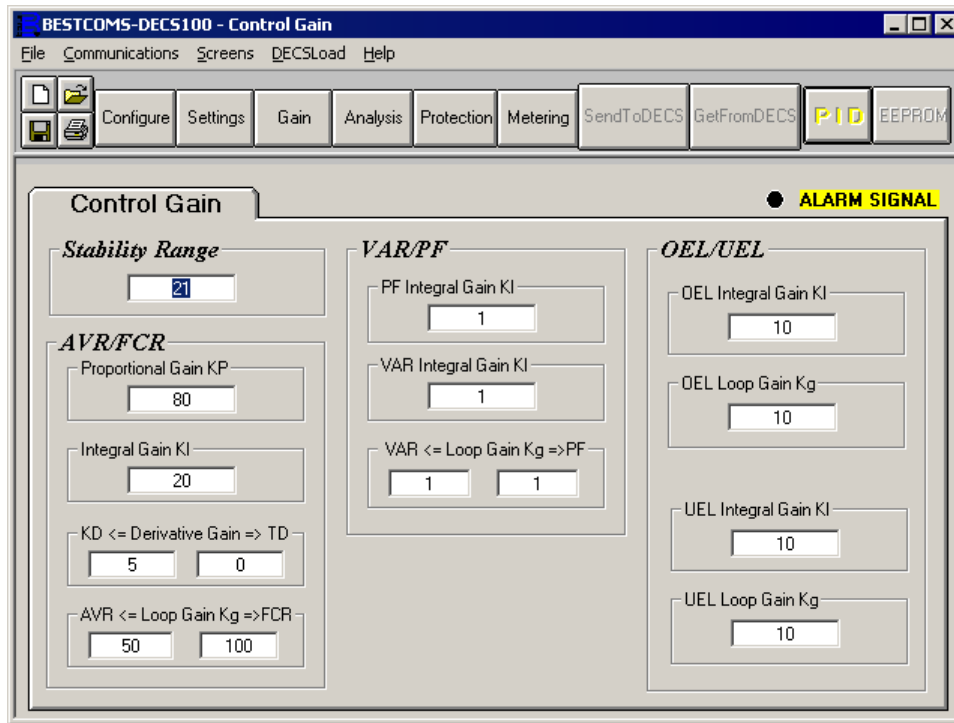 BESTCOMS-DECS100 - Control Gain
File Communications Screens DECSLoad Help
Configure Settings Gain Analysis Protection Metering SendToDECS GetFromDECS PID EEPROM
Control Gain
ALARM SIGNAL
Stability Range
21
AVR/FCR
Proportional Gain KP
80
Integral Gain KI
20
KD <= Derivative Gain => TD
5 0
AVR <= Loop Gain Kg =>FCR
50 100
VAR/PF
PF Integral Gain KI
1
VAR Integral Gain KI
1
VAR <= Loop Gain Kg =>PF
1 1
OEL/UEL
OEL Integral Gain KI
10
OEL Loop Gain Kg
10
UEL Integral Gain KI
10
UEL Loop Gain Kg
10